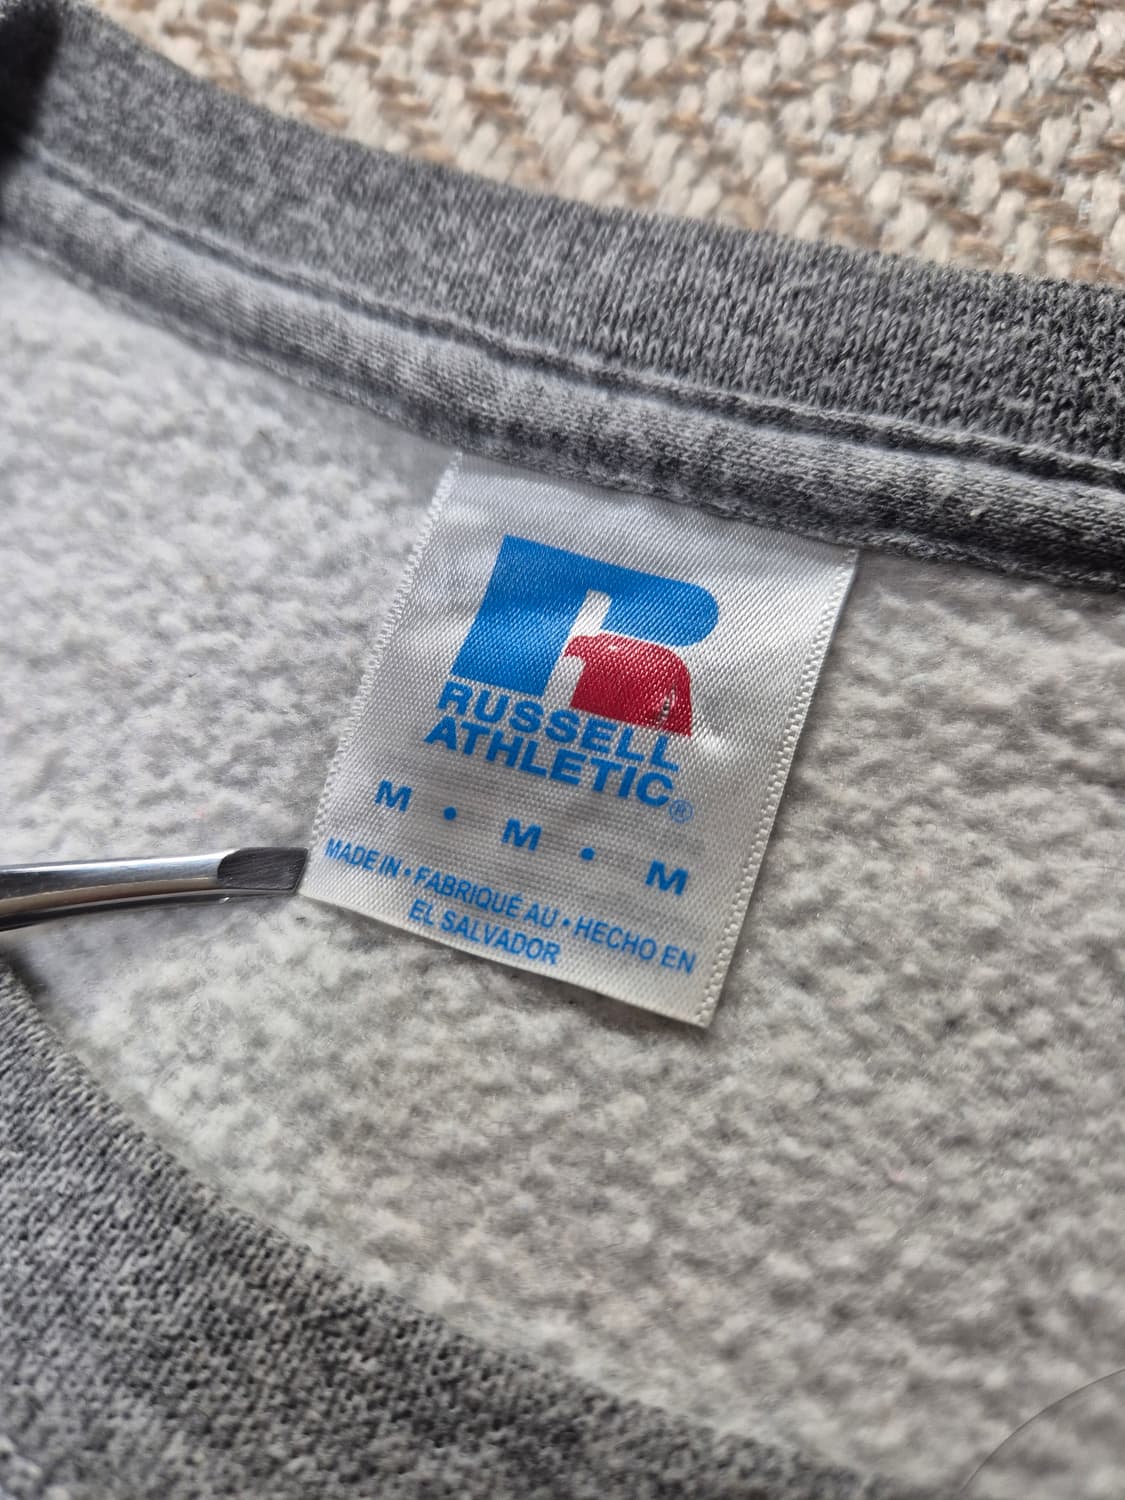 R
RUSSELL
ATHLETIC®
M • M • M
MADE IN • FABRIQUÉ AU • HECHO EN
EL SALVADOR